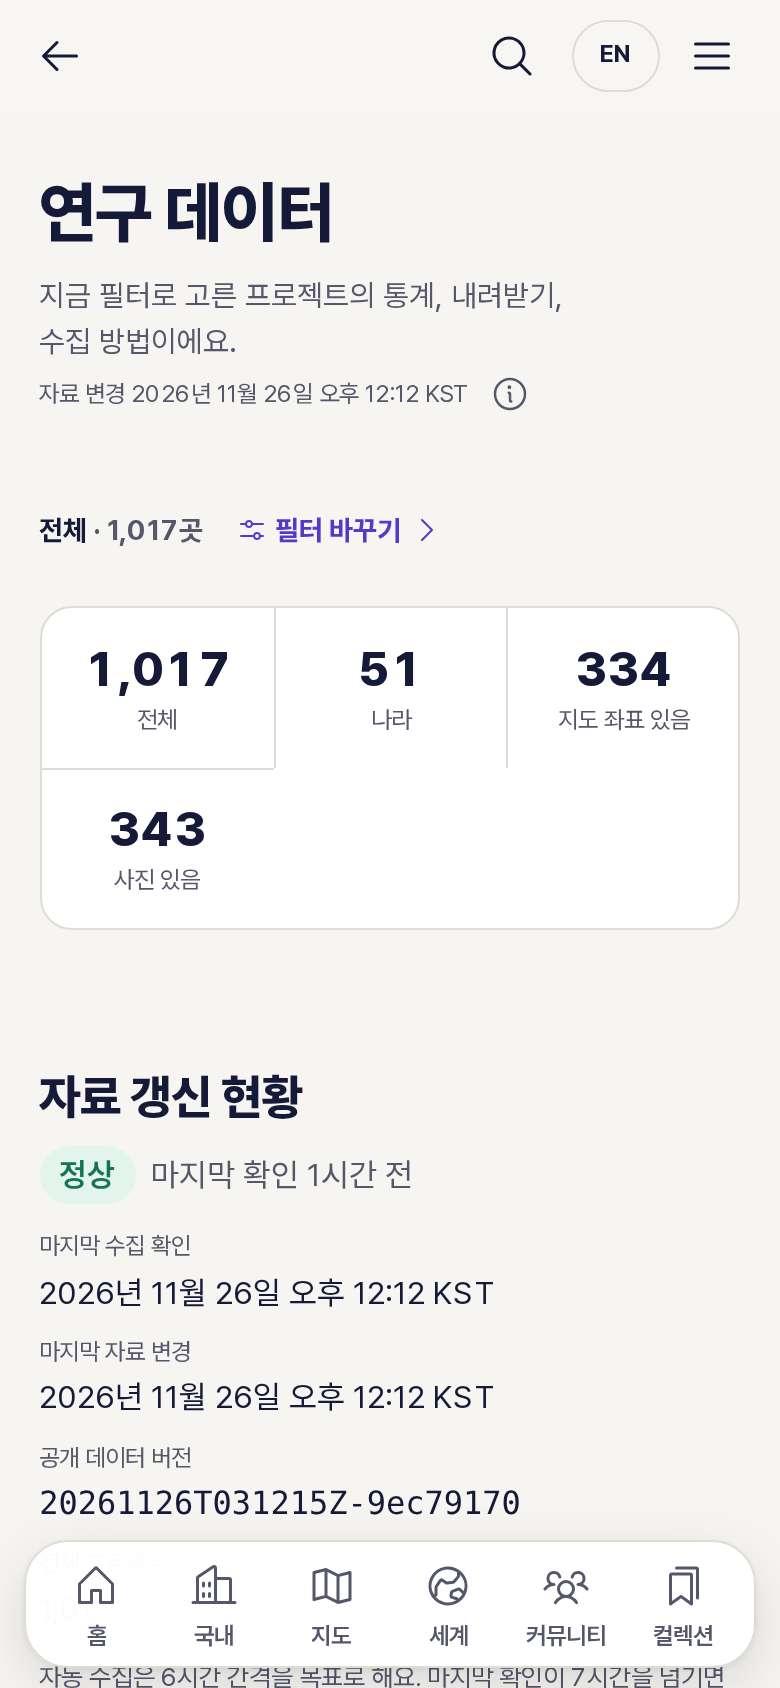 EN
연구 데이터
지금 필터로 고른 프로젝트의 통계, 내려받기,
수집 방법이에요.
자료 변경 2026년 11월 26일 오후 12:12 KST
전체 · 1,017곳 필터 바꾸기
1,017 51 334
전체 나라 지도 좌표 있음
343
사진 있음
자료 갱신 현황
정상 마지막 확인 1시간 전
마지막 수집 확인
2026년 11월 26일 오후 12:12 KST
마지막 자료 변경
2026년 11월 26일 오후 12:12 KST
공개 데이터 버전
20261126T031215Z-9ec79170
홈 국내 지도 세계 커뮤니티 컬렉션
자동 수집은 6시간 간격을 목표로 해요. 마지막 확인이 7시간을 넘기면